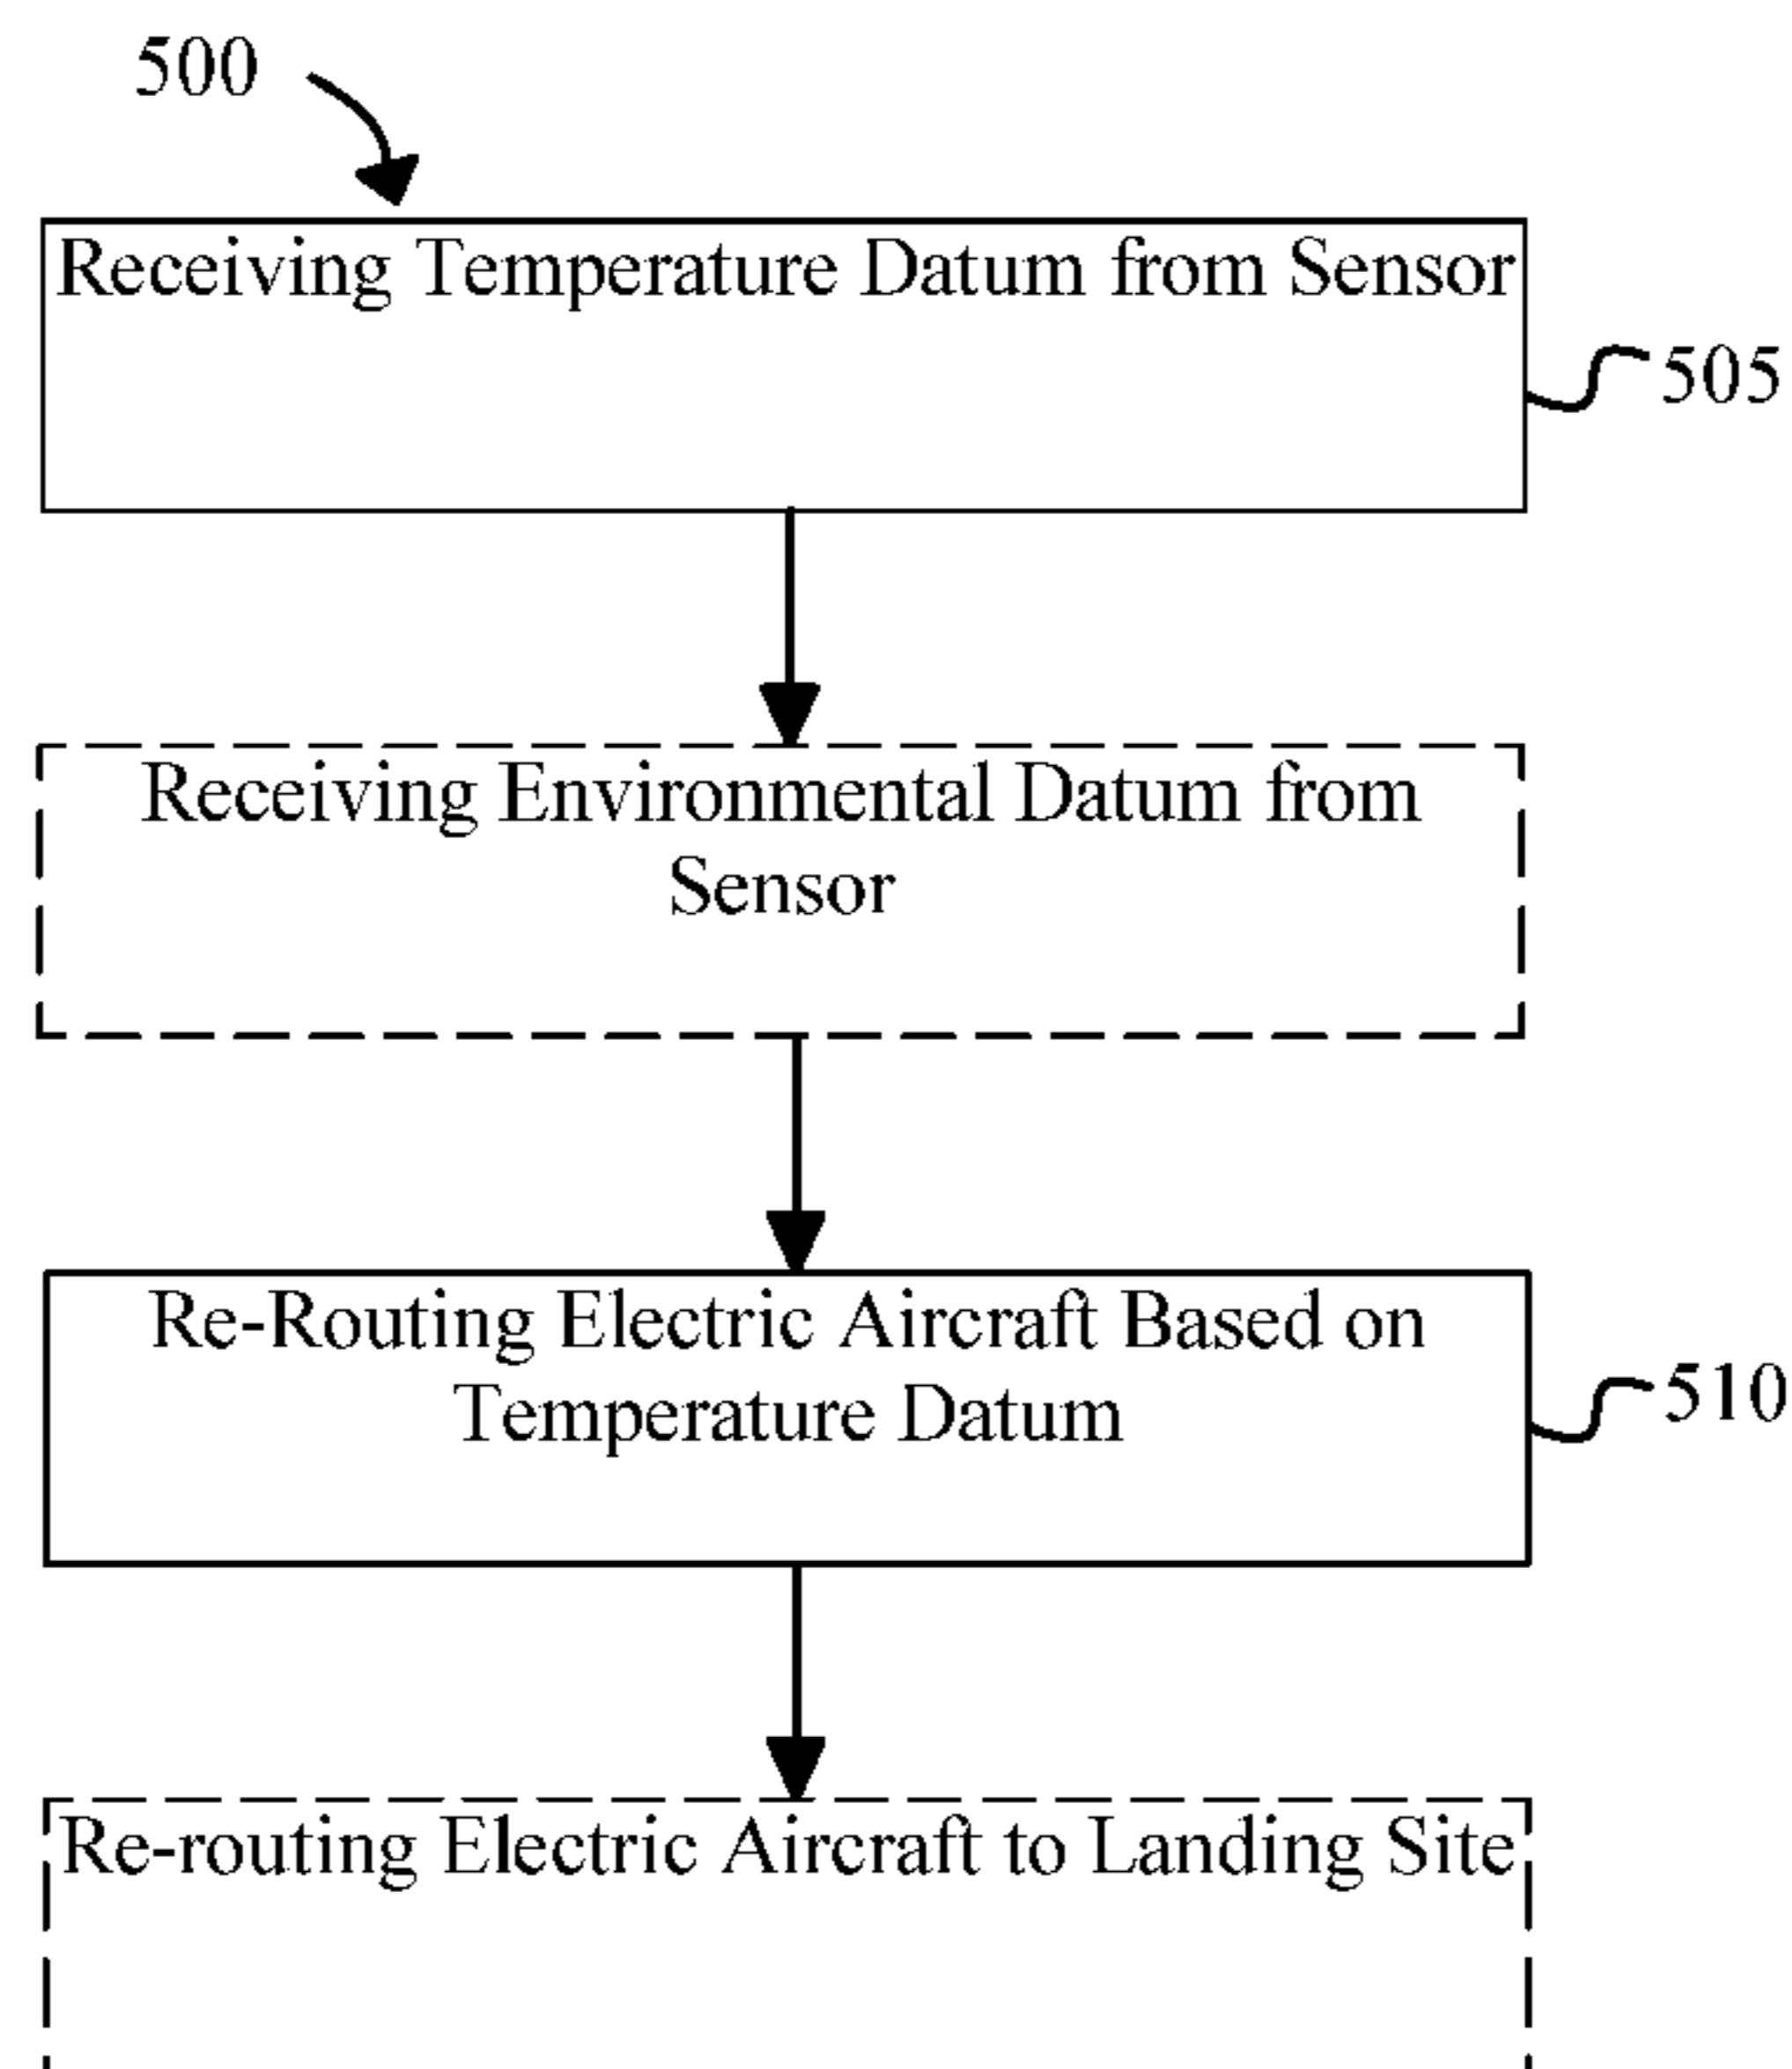 500
Receiving Temperature Datum from Sensor
505
Receiving Environmental Datum from
Sensor
Re-Routing Electric Aircraft Based on
Temperature Datum
510
Re-routing Electric Aircraft to Landing Site